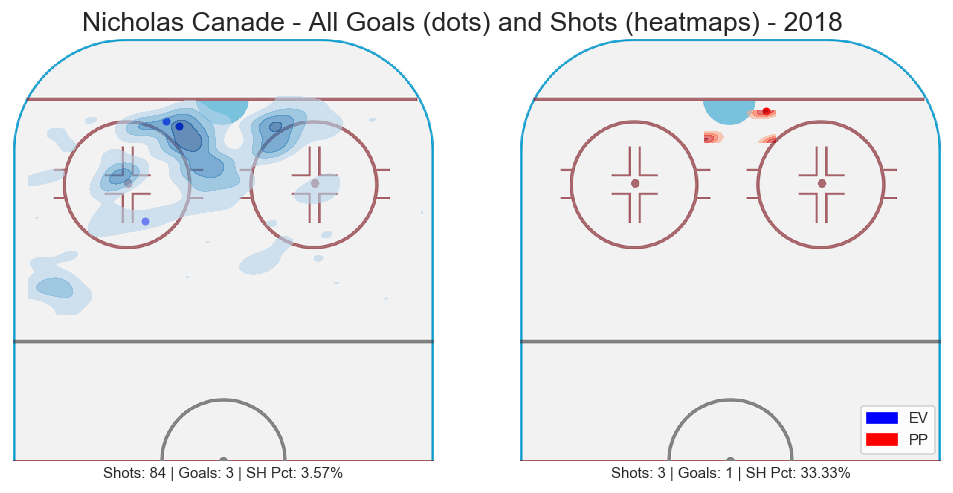 Nicholas Canade - All Goals (dots) and Shots (heatmaps) - 2018
EV
PP
Shots: 84 | Goals: 3 | SH Pct: 3.57%
Shots: 3 | Goals: 1 | SH Pct: 33.33%